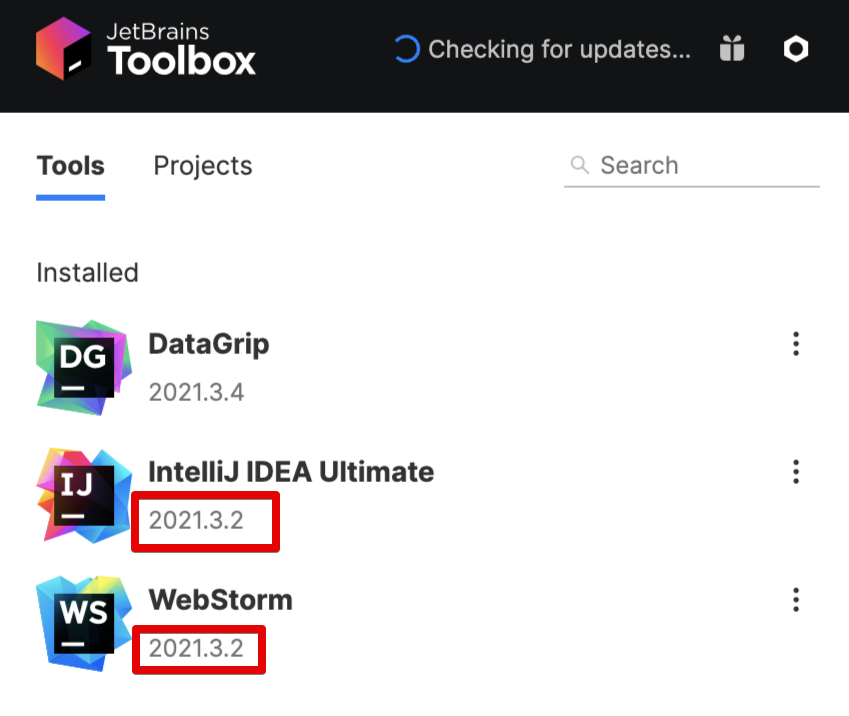 JetBrains
Toolbox
Checking for updates...
Tools
Projects
Search
Installed
DG
DataGrip
2021.3.4
IJ
IntelliJ IDEA Ultimate
2021.3.2
WS
WebStorm
2021.3.2